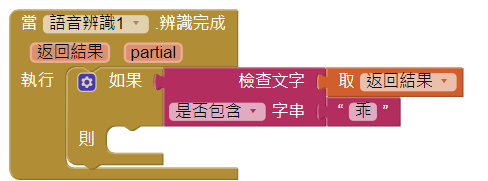 當 語音辨識1 .辨識完成
返回結果 partial
執行 如果 檢查文字 取 返回結果
是否包含 字串 “ 乖 ”
則